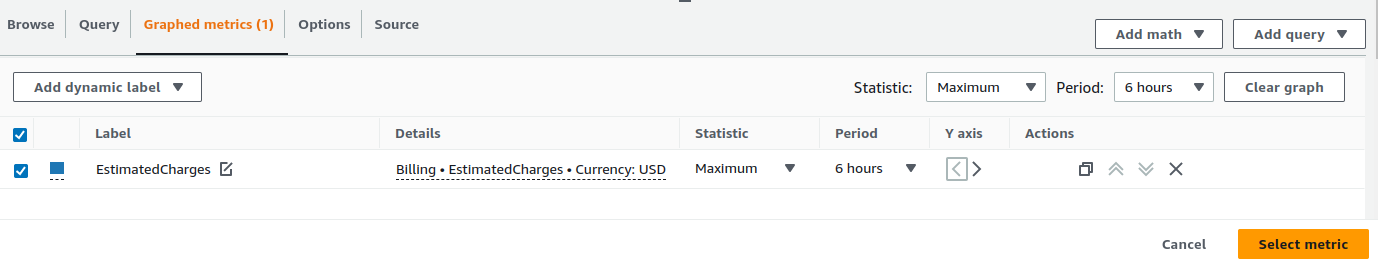 Browse Query Graphed metrics (1) Options Source
Add math Add query
Add dynamic label Statistic: Maximum Period: 6 hours Clear graph
Label Details Statistic Period Y axis Actions
EstimatedCharges Billing • EstimatedCharges • Currency: USD Maximum 6 hours
Cancel Select metric